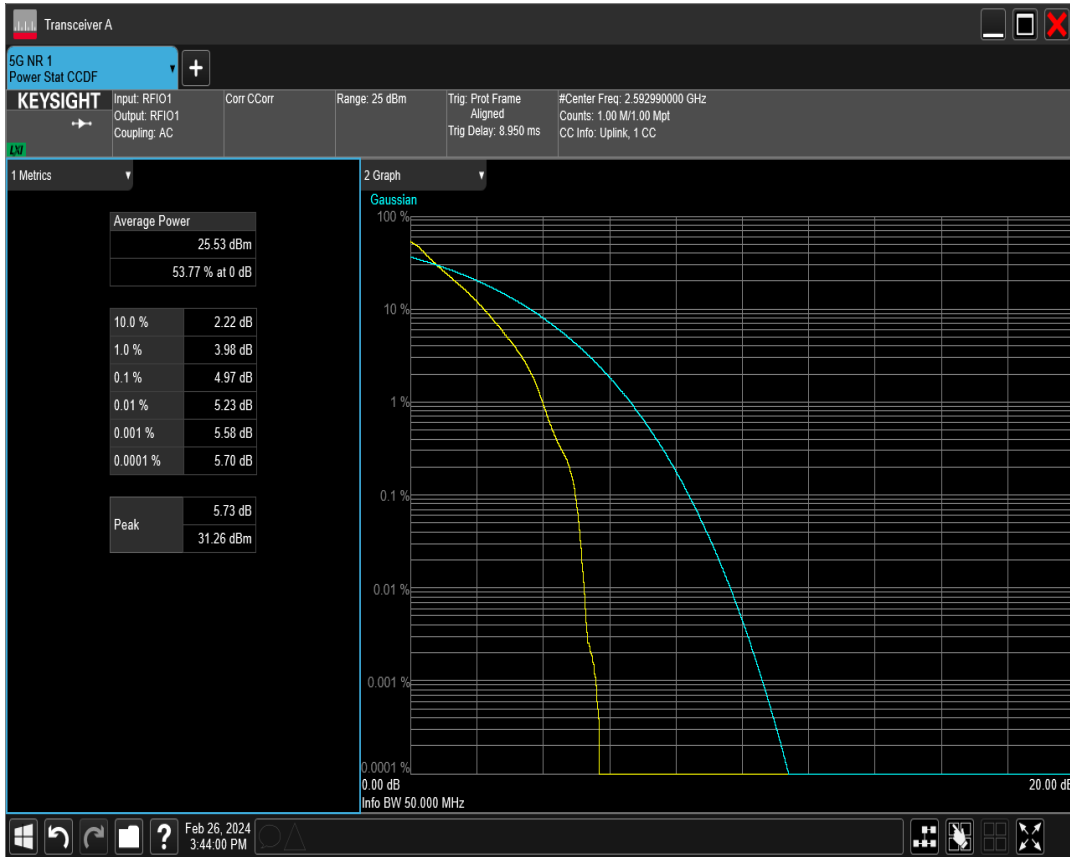 Transceiver A
5G NR 1
Power Stat CCDF
KEYSIGHT
LXI
Input: RFIO1
Output: RFIO1
Coupling: AC
Corr CCorr
Range: 25 dBm
Trig: Prot Frame
Aligned
Trig Delay: 8.950 ms
#Center Freq: 2.592990000 GHz
Counts: 1.00 M/1.00 Mpt
CC Info: Uplink, 1 CC
1 Metrics
Average Power
25.53 dBm
53.77 % at 0 dB
10.0 % 2.22 dB
1.0 % 3.98 dB
0.1 % 4.97 dB
0.01 % 5.23 dB
0.001 % 5.58 dB
0.0001 % 5.70 dB
Peak
5.73 dB
31.26 dBm
2 Graph
Gaussian
100 %
10 %
1 %
0.1 %
0.01 %
0.001 %
0.0001 %
0.00 dB 20.00 dB
Info BW 50.000 MHz
?
Feb 26, 2024
3:44:00 PM